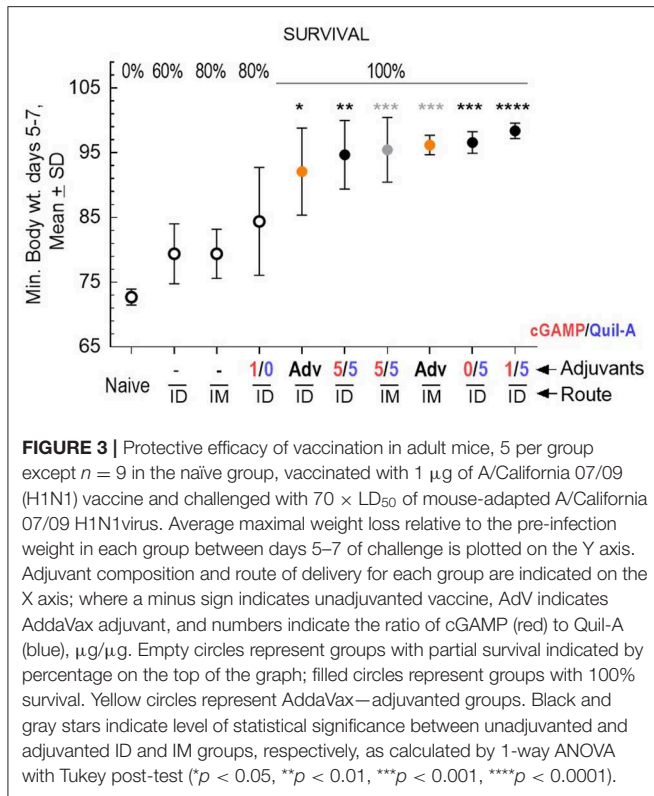 SURVIVAL
0% 60% 80% 80% 100%
* ** *** *** *** ****
105
95
85
75
65
Min. Body wt. days 5-7,
Mean ± SD
cGAMP/Quil-A
- - 1/0 Adv 5/5 5/5 Adv 0/5 1/5 ◄ Adjuvants
Naive ID IM ID ID ID IM IM ID ID ◄ Route
FIGURE 3 | Protective efficacy of vaccination in adult mice, 5 per group
except n = 9 in the naïve group, vaccinated with 1 μg of A/California 07/09
(H1N1) vaccine and challenged with 70 × LD50 of mouse-adapted A/California
07/09 H1N1virus. Average maximal weight loss relative to the pre-infection
weight in each group between days 5–7 of challenge is plotted on the Y axis.
Adjuvant composition and route of delivery for each group are indicated on the
X axis; where a minus sign indicates unadjuvanted vaccine, AdV indicates
AddaVax adjuvant, and numbers indicate the ratio of cGAMP (red) to Quil-A
(blue), μg/μg. Empty circles represent groups with partial survival indicated by
percentage on the top of the graph; filled circles represent groups with 100%
survival. Yellow circles represent AddaVax—adjuvanted groups. Black and
gray stars indicate level of statistical significance between unadjuvanted and
adjuvanted ID and IM groups, respectively, as calculated by 1-way ANOVA
with Tukey post-test (*p < 0.05, **p < 0.01, ***p < 0.001, ****p < 0.0001).